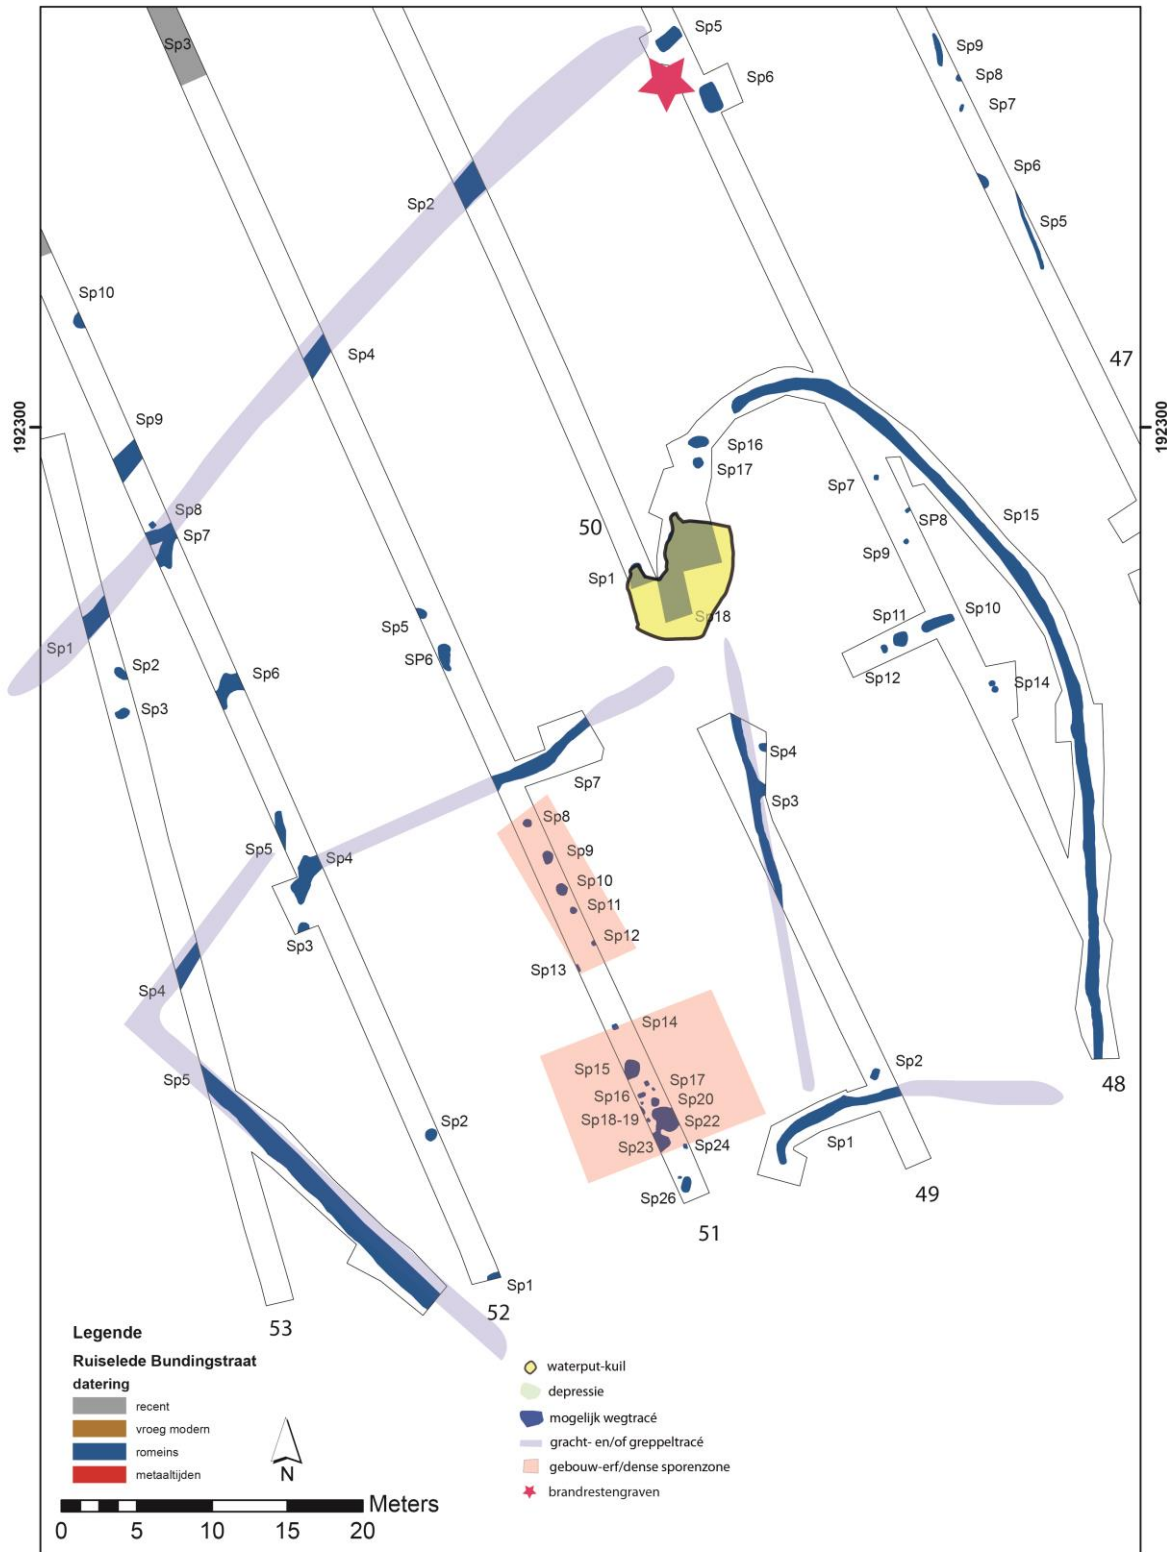 Sp3
Sp5
Sp6
Sp9
Sp8
Sp7
Sp6
Sp5
Sp2
Sp10
Sp4
47
Sp9
192300
192300
Sp16
Sp17
Sp7
SP8
Sp9
Sp15
50
Sp8
Sp7
Sp1
Sp18
Sp5
SP6
Sp11
Sp10
Sp12
Sp14
Sp1
Sp2
Sp3
Sp6
Sp4
Sp3
Sp7
Sp5
Sp4
Sp8
Sp9
Sp10
Sp11
Sp12
Sp13
Sp3
Sp4
Sp14
Sp5
Sp15
Sp17
Sp16
Sp20
Sp18-19
Sp22
Sp23
Sp24
Sp26
Sp2
Sp2
Sp1
48
49
51
Sp1
52
53
Legende
Ruiselede Bundingstraat
datering
recent
vroeg modern
romeins
metaaltijden
N
waterput-kuil
depressie
mogelijk wegtracé
gracht- en/of greppeltracé
gebouw-erf/dense sporenzone
brandrestengraven
Meters
0 5 10 15 20